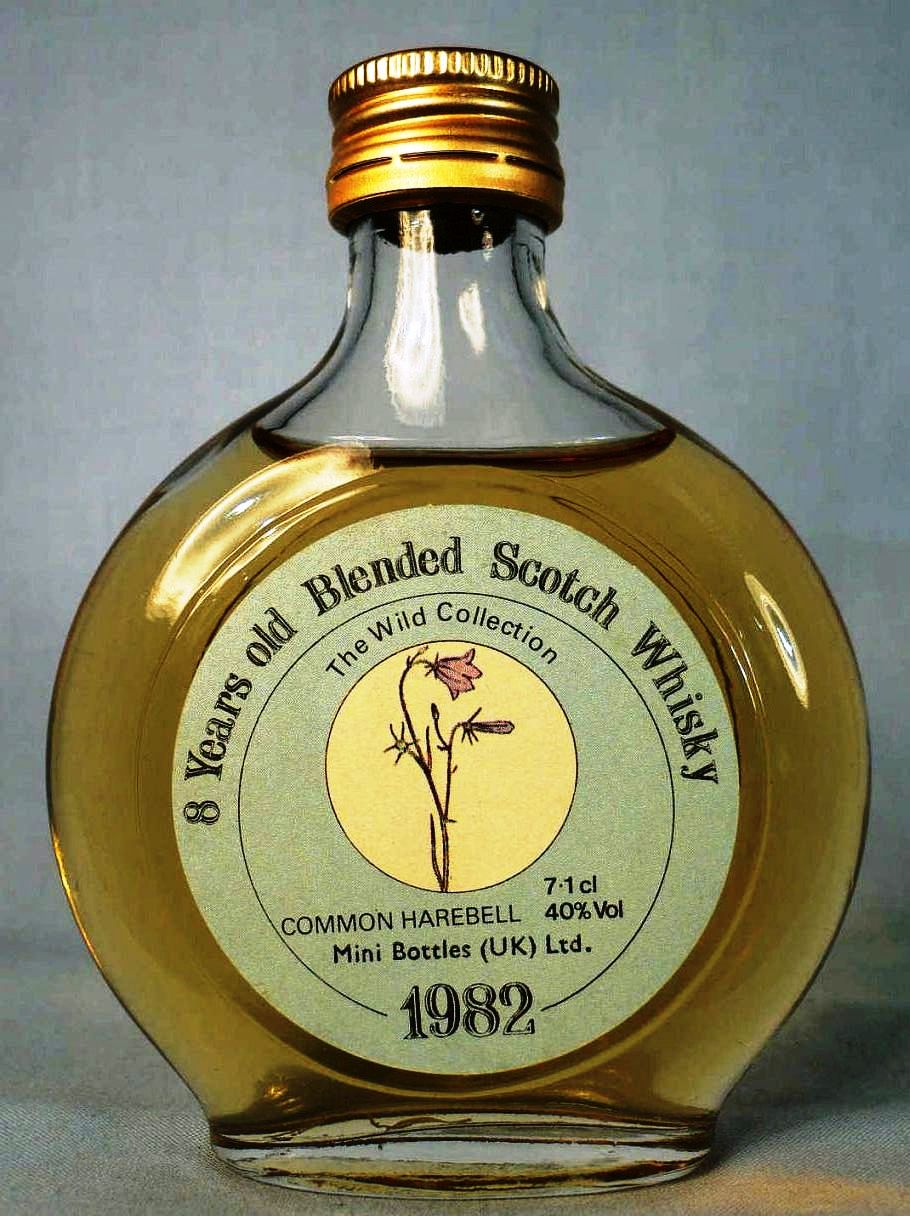 8 Years old Blended Scotch Whisky
The Wild Collection
7·1 cl
COMMON HAREBELL 40% Vol
Mini Bottles (UK) Ltd.
1982